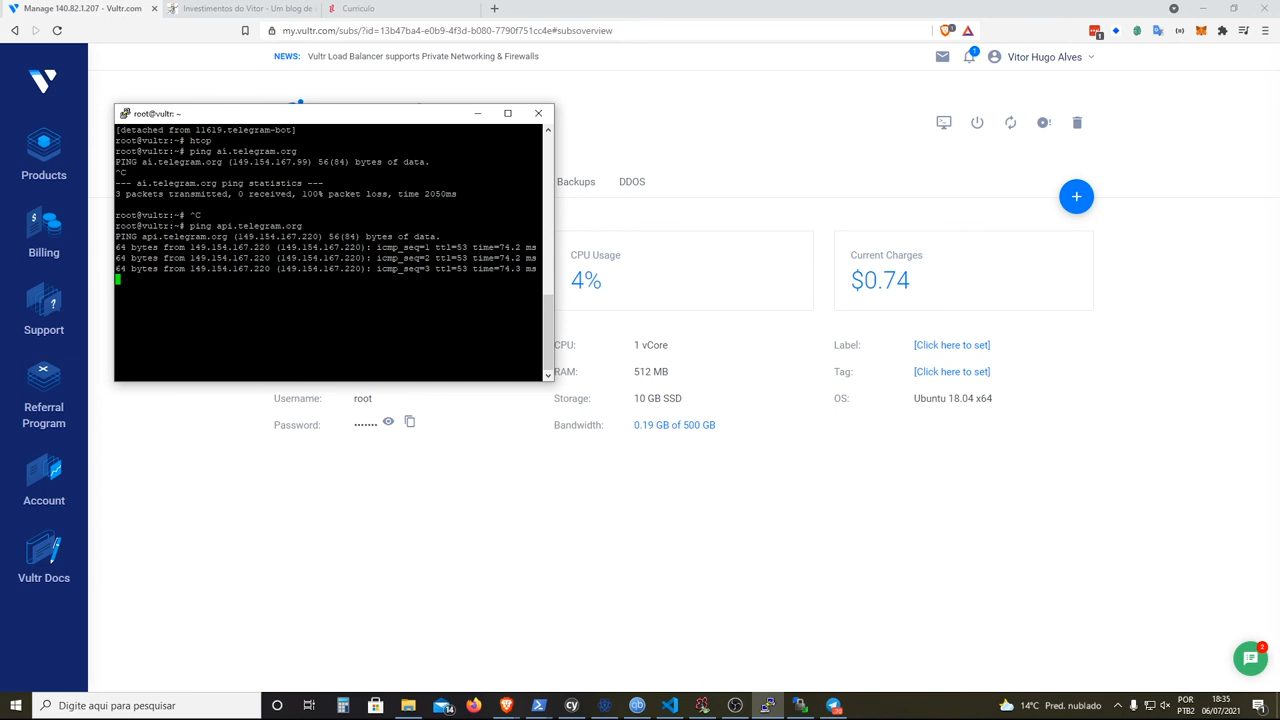 Manage 140.82.1.207 - Vultr.com
Investimentos do Vitor - Um blog de
Curriculo
my.vultr.com/subs/?id=13b47ba4-e0b9-4f3d-b080-7790f751cc4e#subsoverview
NEWS: Vultr Load Balancer supports Private Networking & Firewalls
1
Vitor Hugo Alves
Products
Billing
Support
Referral
Program
Account
Vultr Docs
root@vultr: ~
[detached from 11619.telegram-bot]
root@vultr:~# htop
root@vultr:~# ping ai.telegram.org
PING ai.telegram.org (149.154.167.99) 56(84) bytes of data.
^C
--- ai.telegram.org ping statistics ---
3 packets transmitted, 0 received, 100% packet loss, time 2050ms
root@vultr:~# ^C
root@vultr:~# ping api.telegram.org
PING api.telegram.org (149.154.167.220) 56(84) bytes of data.
64 bytes from 149.154.167.220 (149.154.167.220): icmp_seq=1 ttl=53 time=74.2 ms
64 bytes from 149.154.167.220 (149.154.167.220): icmp_seq=2 ttl=53 time=74.2 ms
64 bytes from 149.154.167.220 (149.154.167.220): icmp_seq=3 ttl=53 time=74.3 ms
Backups DDOS
CPU Usage
4%
Current Charges
$0.74
CPU: 1 vCore
RAM: 512 MB
Storage: 10 GB SSD
Bandwidth: 0.19 GB of 500 GB
Label: [Click here to set]
Tag: [Click here to set]
OS: Ubuntu 18.04 x64
Username: root
Password: •••••••
2
Digite aqui para pesquisar
14
14°C Pred. nublado
POR
PTB2
18:35
06/07/2021